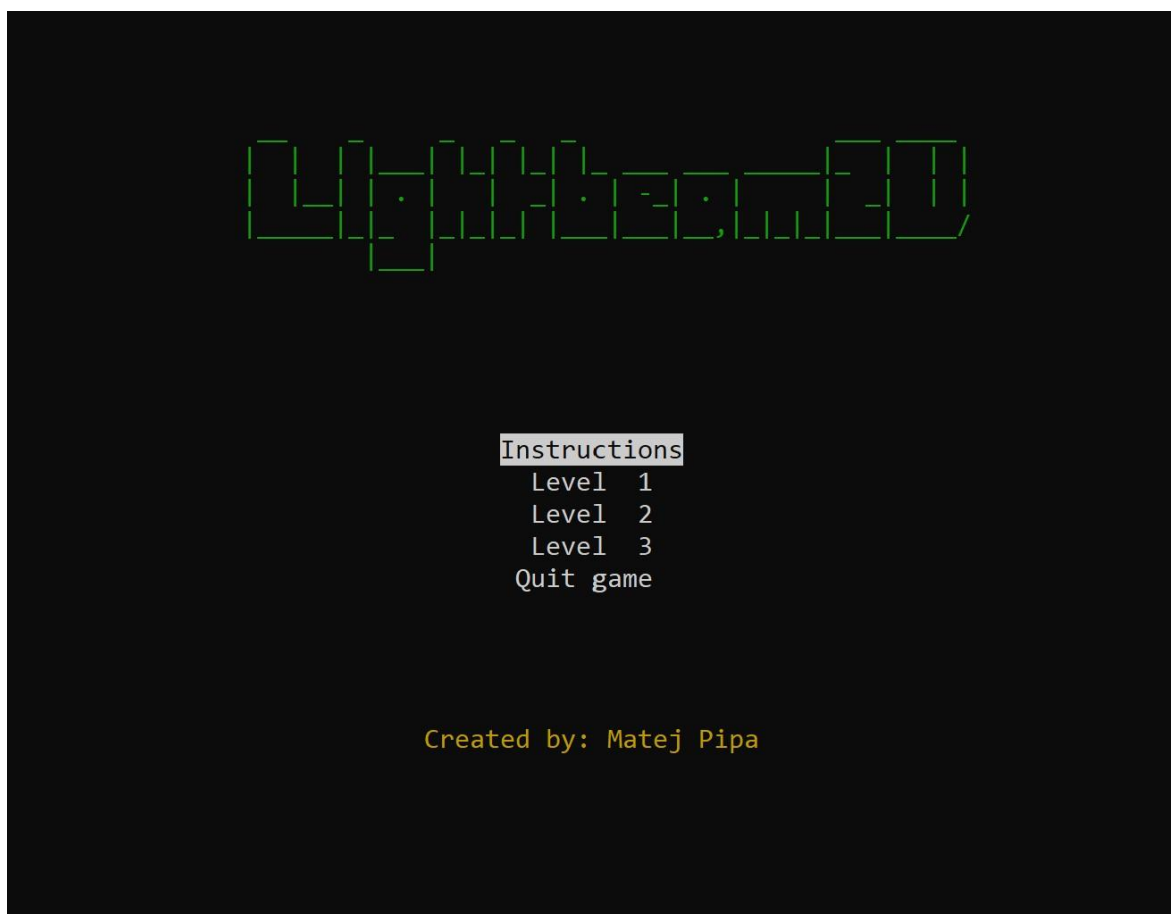 Lightbeam2D
Instructions
Level 1
Level 2
Level 3
Quit game
Created by: Matej Pipa